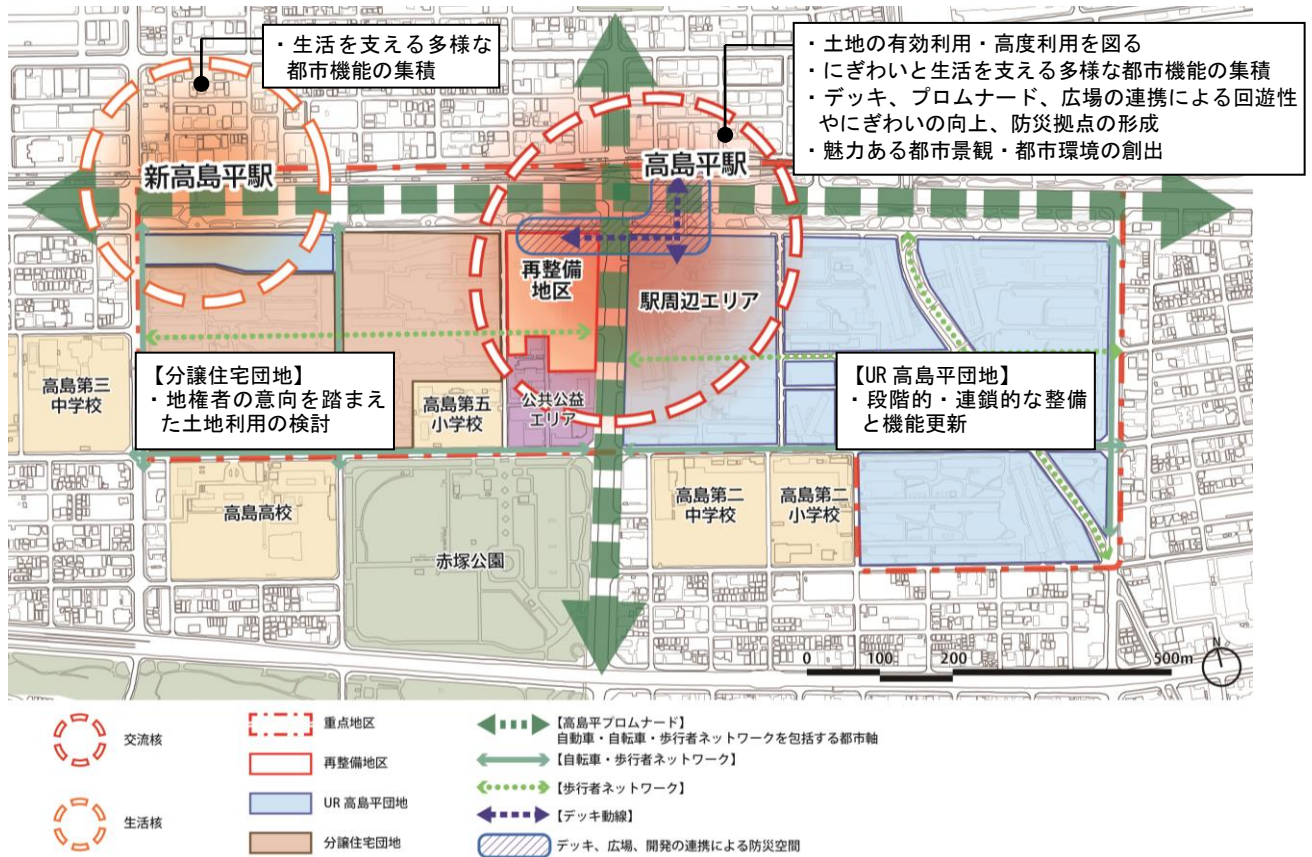 ・生活を支える多様な
都市機能の集積
・土地の有効利用・高度利用を図る
・にぎわいと生活を支える多様な都市機能の集積
・デッキ、プロムナード、広場の連携による回遊性
やにぎわいの向上、防災拠点の形成
・魅力ある都市景観・都市環境の創出
新高島平駅
高島平駅
再整備
地区
駅周辺エリア
【分譲住宅団地】
・地権者の意向を踏まえ
た土地利用の検討
【UR 高島平団地】
・段階的・連鎖的な整備
と機能更新
高島第三
中学校
高島第五
小学校
公共公益
エリア
高島高校
赤塚公園
高島第二
中学校
高島第二
小学校
0 100 200 500m
N
交流核
生活核
重点地区
再整備地区
UR 高島平団地
分譲住宅団地
【高島平プロムナード】
自動車・自転車・歩行者ネットワークを包括する都市軸
【自転車・歩行者ネットワーク】
【歩行者ネットワーク】
【デッキ動線】
デッキ、広場、開発の連携による防災空間